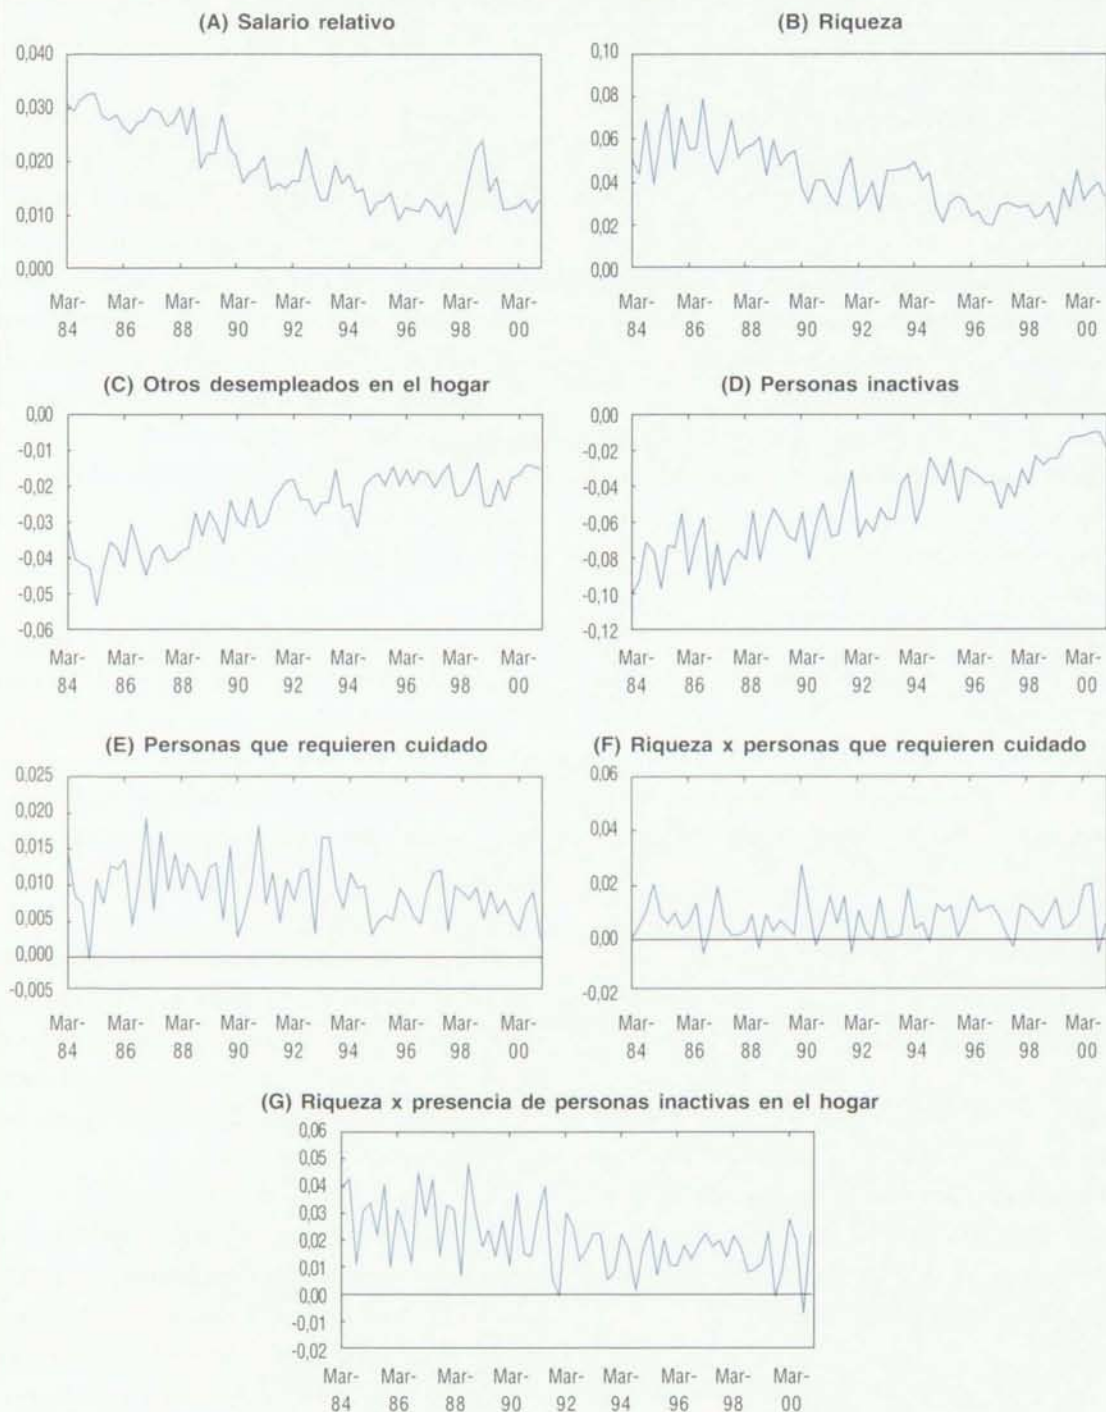 (A) Salario relativo
0,040
0,030
0,020
0,010
0,000
Mar- Mar- Mar- Mar- Mar- Mar- Mar- Mar- Mar-
84 86 88 90 92 94 96 98 00
(B) Riqueza
0,10
0,08
0,06
0,04
0,02
0,00
Mar- Mar- Mar- Mar- Mar- Mar- Mar- Mar- Mar-
84 86 88 90 92 94 96 98 00
(C) Otros desempleados en el hogar
0,00
-0,01
-0,02
-0,03
-0,04
-0,05
-0,06
Mar- Mar- Mar- Mar- Mar- Mar- Mar- Mar- Mar-
84 86 88 90 92 94 96 98 00
(D) Personas inactivas
0,00
-0,02
-0,04
-0,06
-0,08
-0,10
-0,12
Mar- Mar- Mar- Mar- Mar- Mar- Mar- Mar- Mar-
84 86 88 90 92 94 96 98 00
(E) Personas que requieren cuidado
0,025
0,020
0,015
0,010
0,005
0,000
-0,005
Mar- Mar- Mar- Mar- Mar- Mar- Mar- Mar- Mar-
84 86 88 90 92 94 96 98 00
(F) Riqueza x personas que requieren cuidado
0,06
0,04
0,02
0,00
-0,02
Mar- Mar- Mar- Mar- Mar- Mar- Mar- Mar- Mar-
84 86 88 90 92 94 96 98 00
(G) Riqueza x presencia de personas inactivas en el hogar
0,06
0,05
0,04
0,03
0,02
0,01
0,00
-0,01
-0,02
Mar- Mar- Mar- Mar- Mar- Mar- Mar- Mar- Mar-
84 86 88 90 92 94 96 98 00